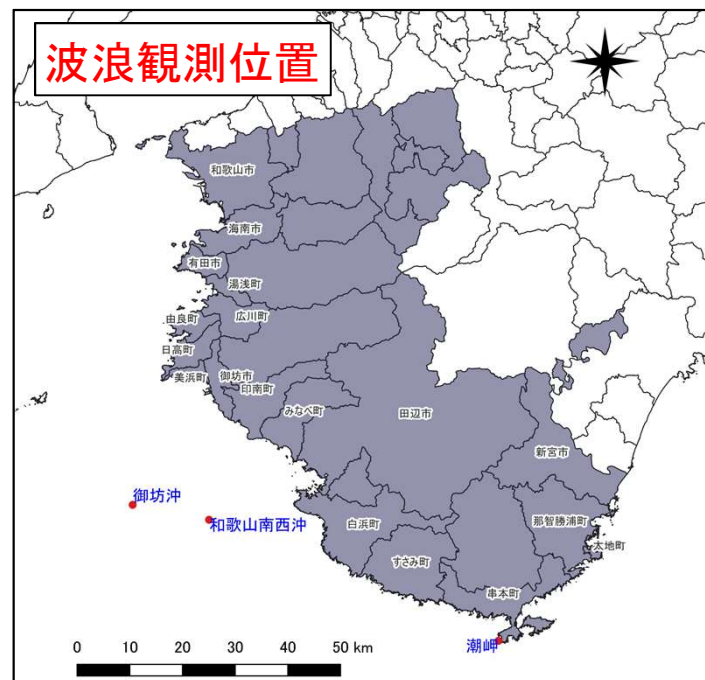 波浪観測位置
和歌山市
海南市
有田市
湯浅町
由良町
広川町
日高町
美浜町
御坊市
印南町
みなべ町
田辺市
新宮市
御坊沖
和歌山南西沖
白浜町
那智勝浦町
太地町
すさみ町
串本町
潮岬
0 10 20 30 40 50 km